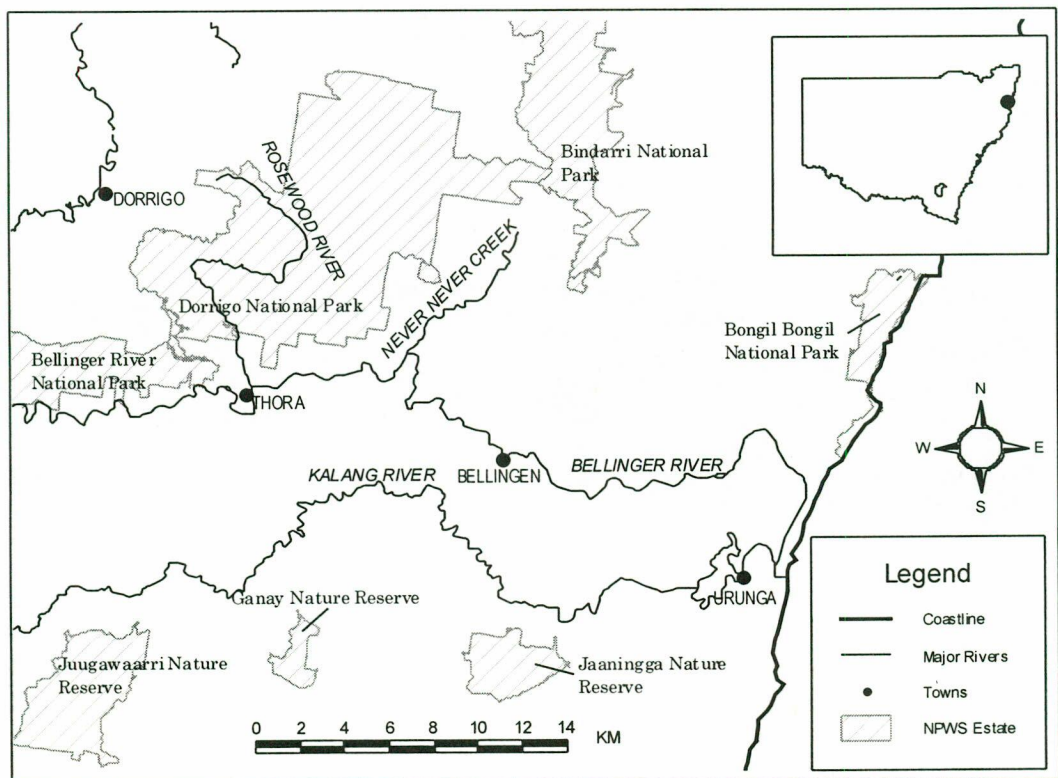 Bindarri National
Park
ROSEWOOD RIVER
DORRIGO
NEVER NEVER CREEK
Dorrigo National Park
Bongil Bongil
National Park
Bellinger River
National Park
THORA
N
W
E
S
BELLINGEN
BELLINGER RIVER
KALANG RIVER
URUNGA
Ganay Nature Reserve
Juugawaarri Nature
Reserve
Jaaningga Nature
Reserve
0 2 4 6 8 10 12 14
KM
Legend
Coastline
Major Rivers
Towns
NPWS Estate